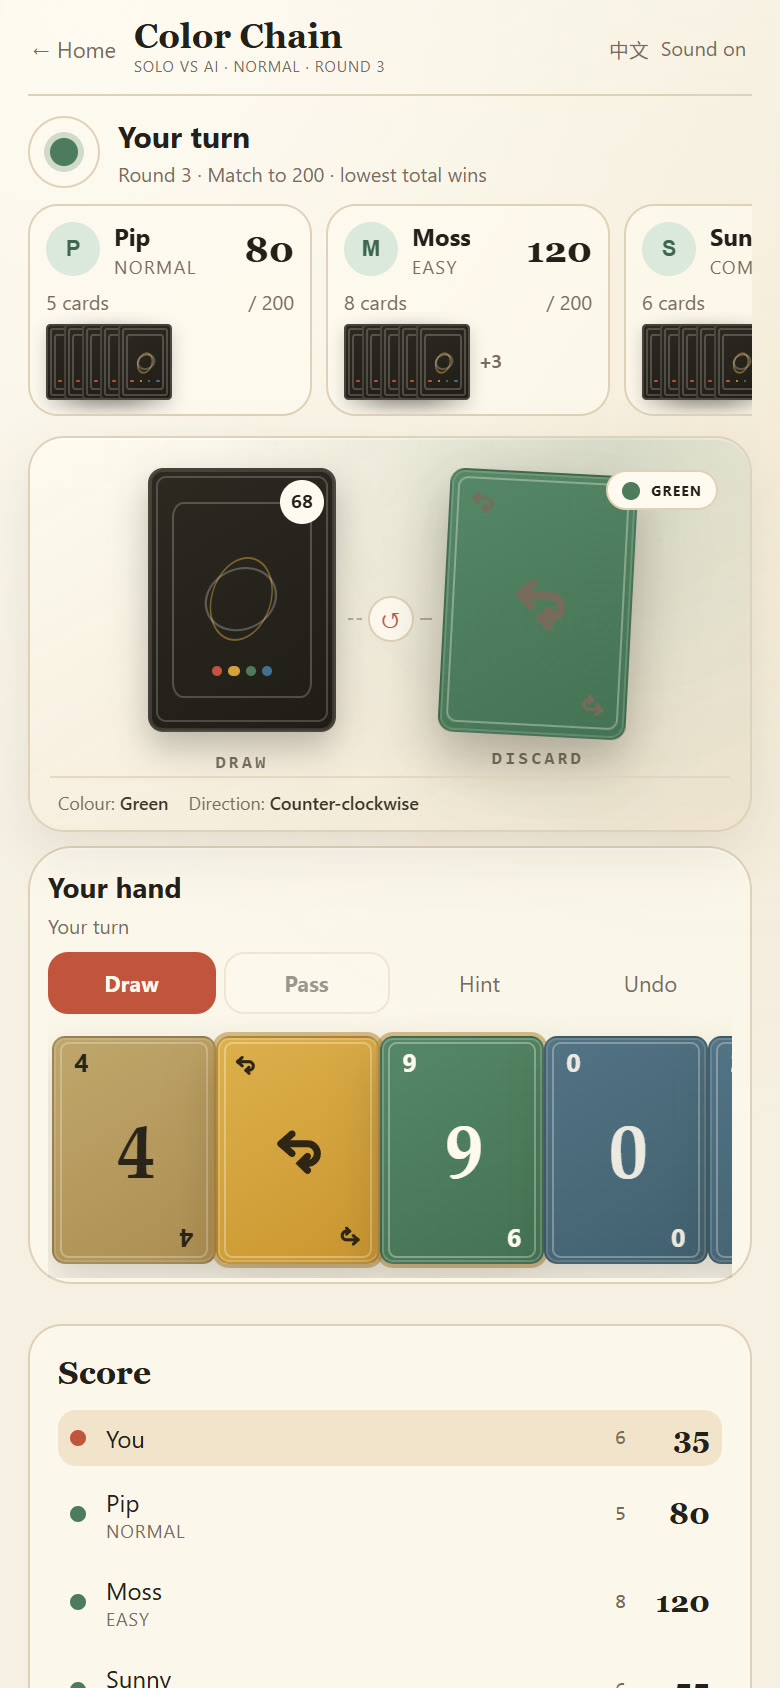 ← Home
Color Chain
中文
Sound on
SOLO VS AI · NORMAL · ROUND 3
Your turn
Round 3 · Match to 200 · lowest total wins
P
Pip
NORMAL
80
5 cards
/ 200
M
Moss
EASY
120
8 cards
/ 200
+3
S
Sun
COM
6 cards
68
GREEN
DRAW
DISCARD
Colour: Green
Direction: Counter-clockwise
Your hand
Your turn
Draw
Pass
Hint
Undo
4
4
4
9
9
9
0
0
0
Score
You
6
35
Pip
NORMAL
5
80
Moss
EASY
8
120
Sunny